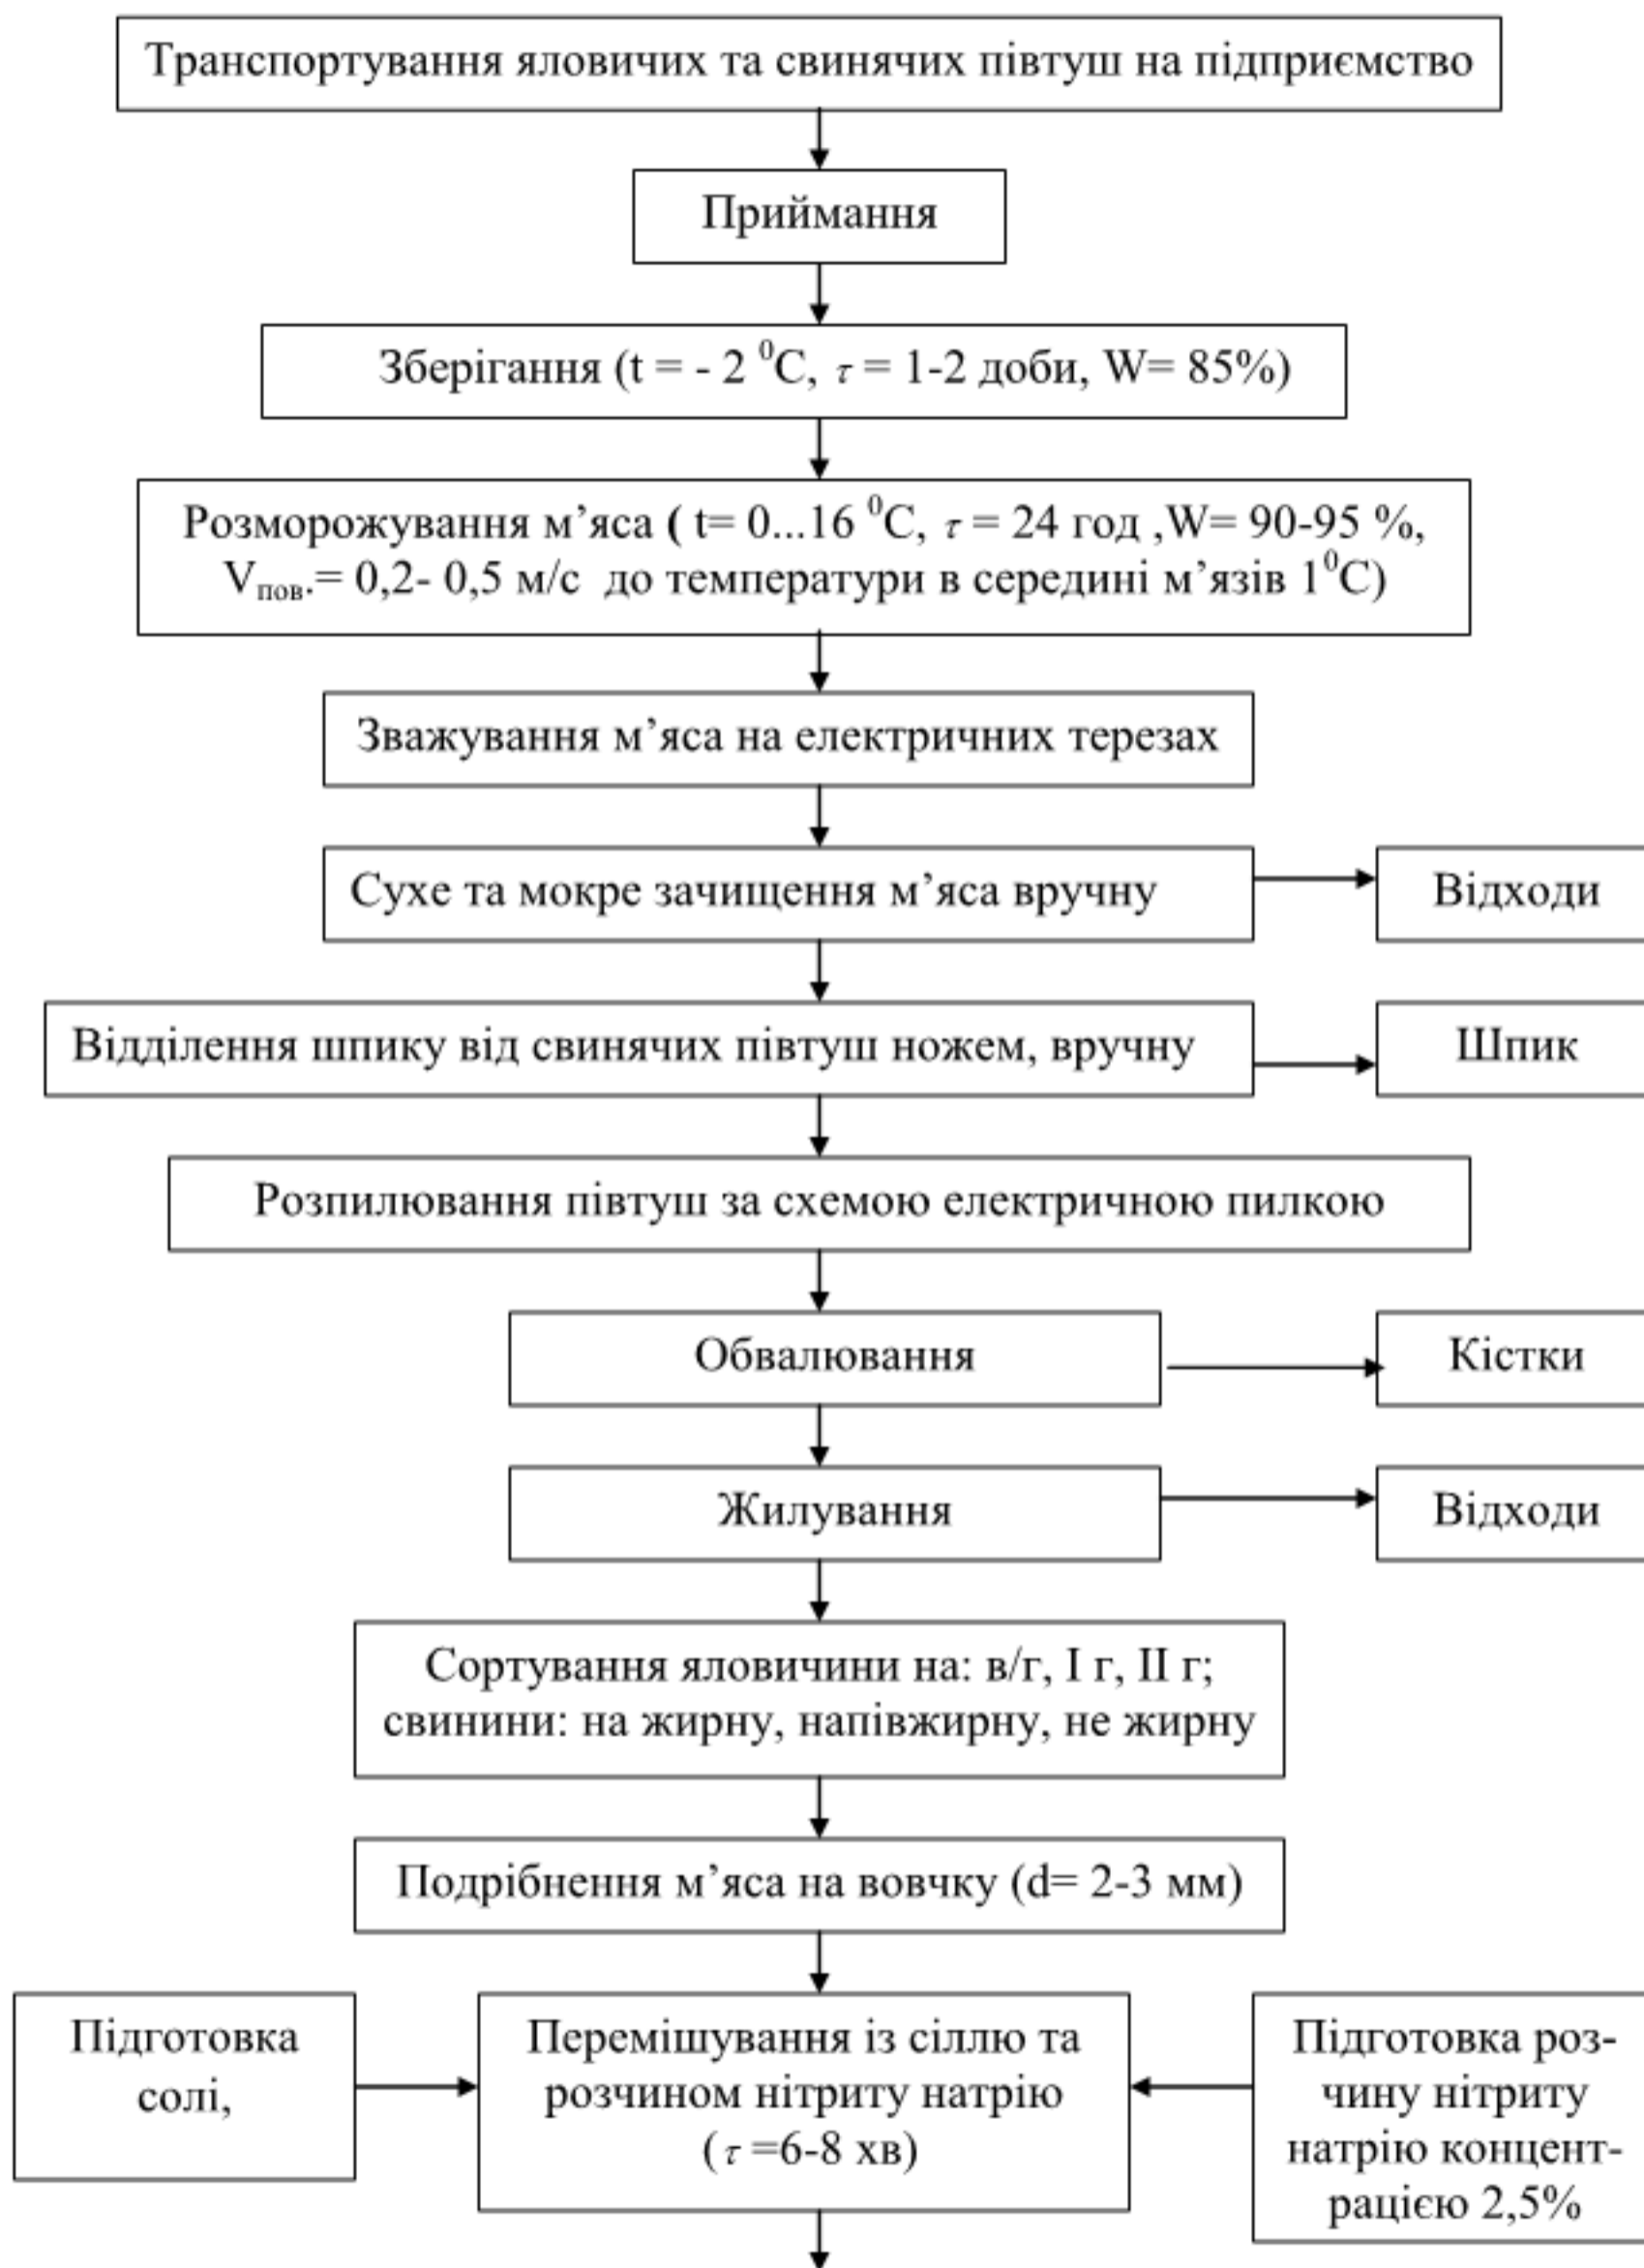 Транспортування яловичих та свинячих півтуш на підприємство
Приймання
Зберігання (t = - 2 ⁰С, τ = 1-2 доби, W= 85%)
Розморожування м’яса ( t= 0...16 ⁰С, τ = 24 год ,W= 90-95 %,
Vпов.= 0,2- 0,5 м/с до температури в середині м’язів 1⁰С)
Зважування м’яса на електричних терезах
Сухе та мокре зачищення м’яса вручну
Відходи
Відділення шпику від свинячих півтуш ножем, вручну
Шпик
Розпилювання півтуш за схемою електричною пилкою
Обвалювання
Кістки
Жилування
Відходи
Сортування яловичини на: в/г, I г, II г;
свинини: на жирну, напівжирну, не жирну
Подрібнення м’яса на вовчку (d= 2-3 мм)
Підготовка
солі,
Перемішування із сіллю та
розчином нітриту натрію
(τ =6-8 хв)
Підготовка роз-
чину нітриту
натрію концент-
рацією 2,5%